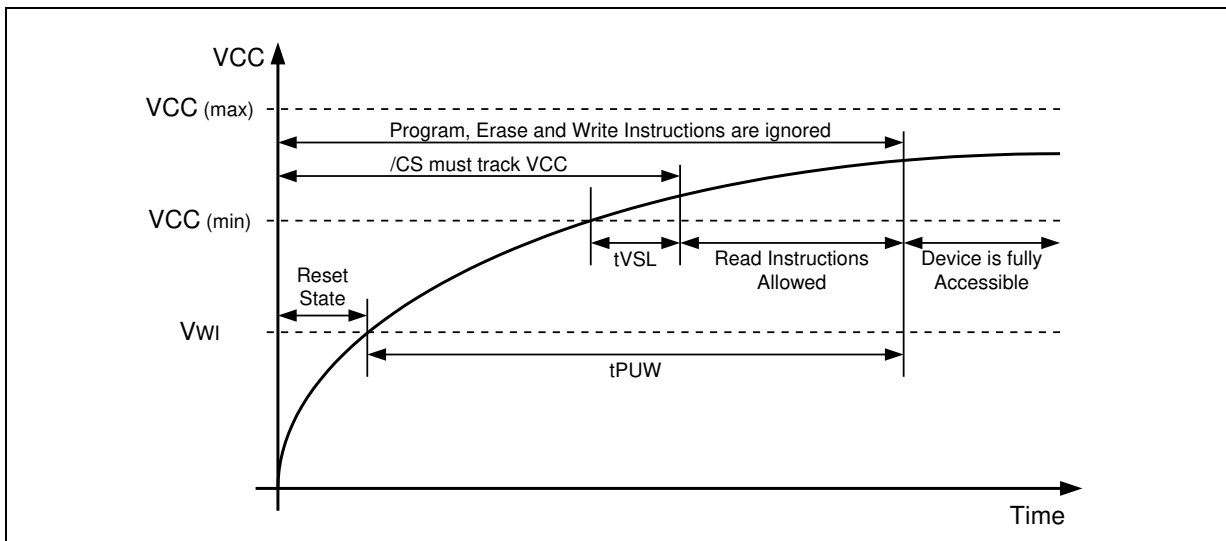 VCC
VCC (max)
Program, Erase and Write Instructions are ignored
/CS must track VCC
VCC (min)
tVSL
Read Instructions
Allowed
Device is fully
Accessible
Reset
State
VWI
tPUW
Time